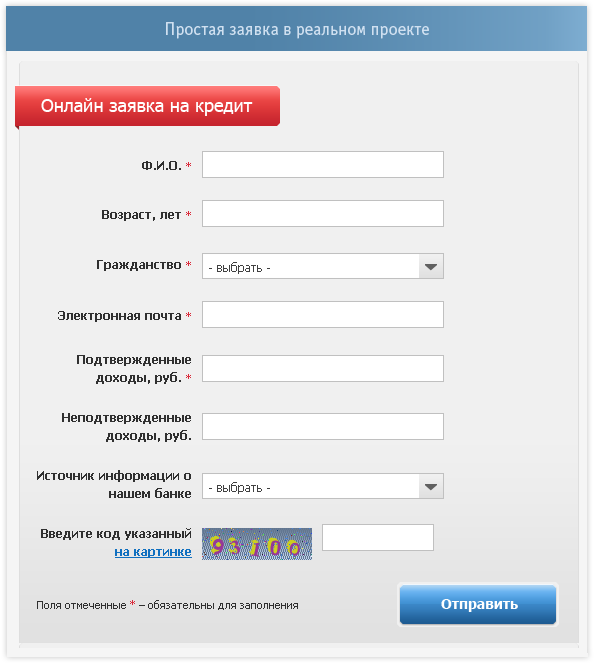 Простая заявка в реальном проекте
Онлайн заявка на кредит
Ф.И.О. *
Возраст, лет *
Гражданство *
- выбрать -
Электронная почта *
Подтвержденные
доходы, руб. *
Неподтвержденные
доходы, руб.
Источник информации о
нашем банке
- выбрать -
Введите код указанный
на картинке
93100
Поля отмеченные * – обязательны для заполнения
Отправить